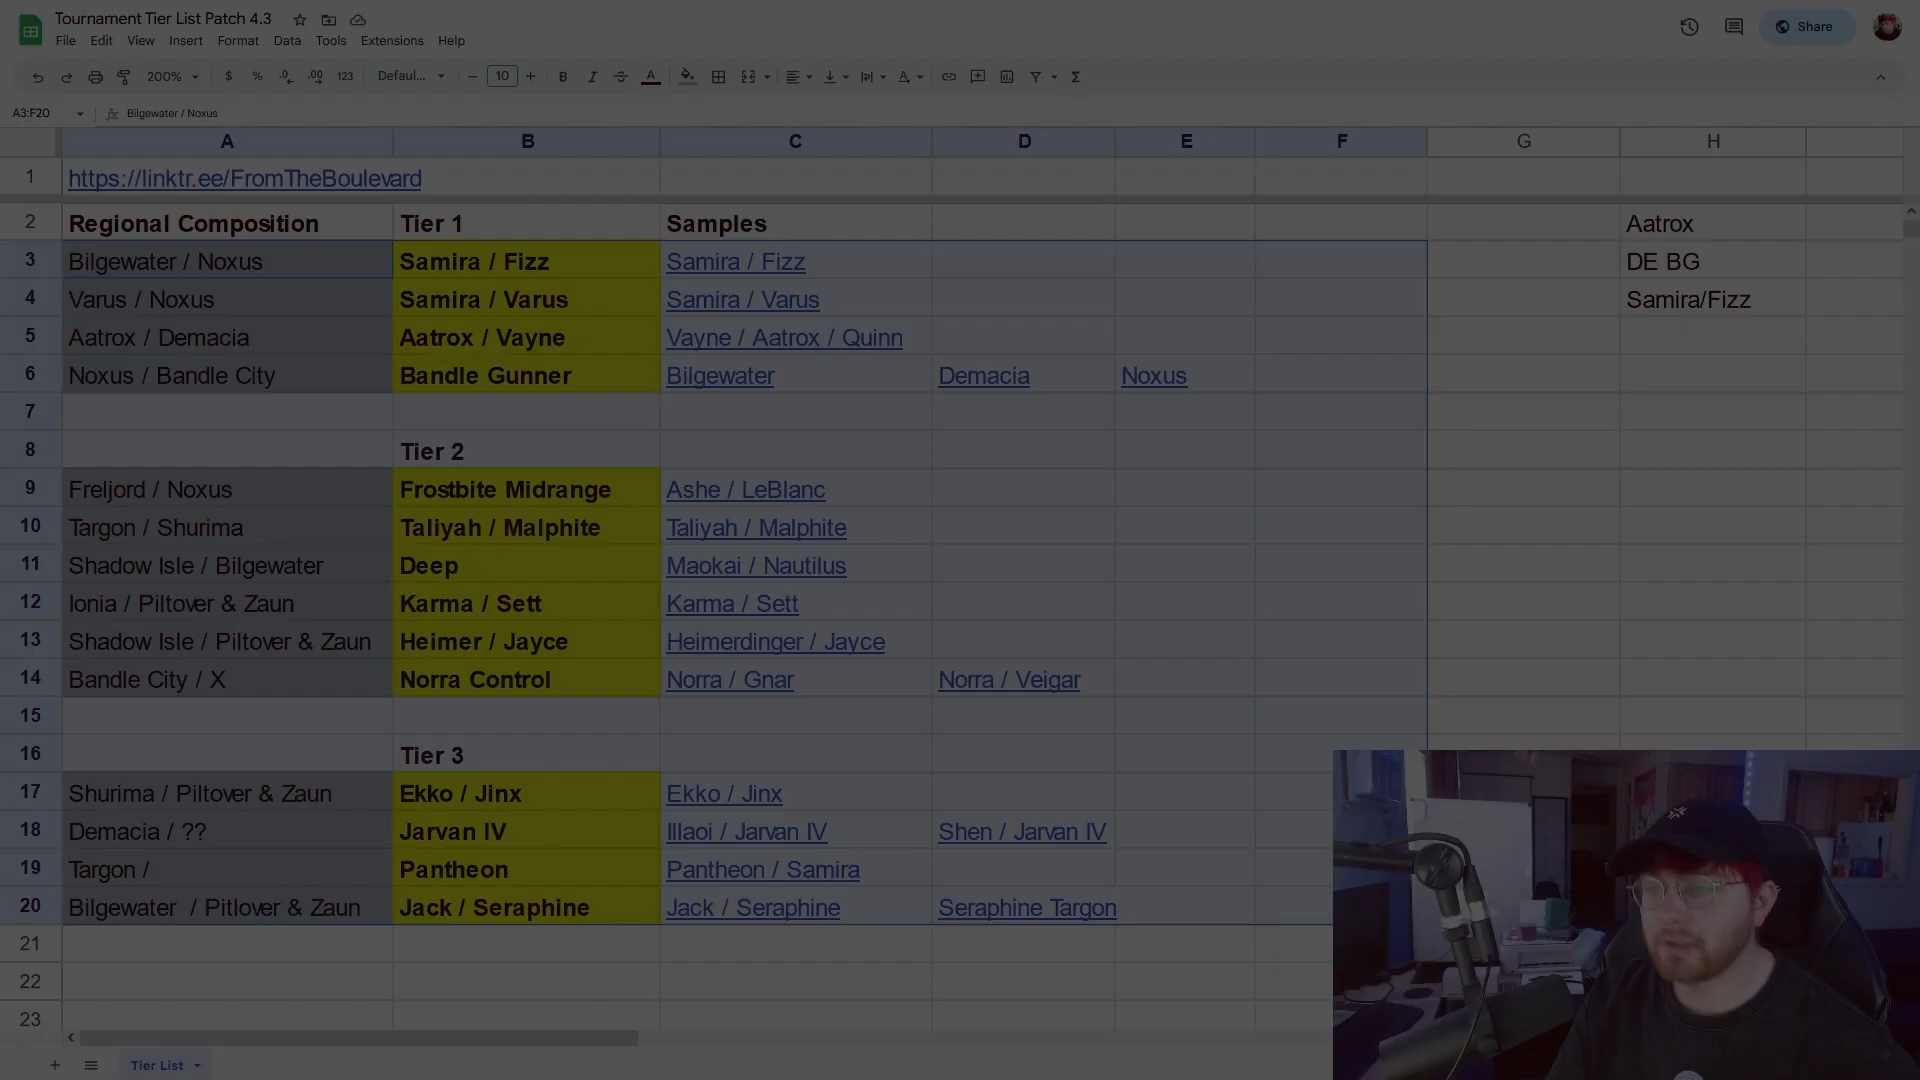 Tournament Tier List Patch 4.3
File Edit View Insert Format Data Tools Extensions Help
Share
200% $ % .0 .00 123 Defaul... 10 B I A
A3:F20 fx Bilgewater / Noxus
A B C D E F G H
1 https://linktr.ee/FromTheBoulevard
2 Regional Composition Tier 1 Samples Aatrox
3 Bilgewater / Noxus Samira / Fizz Samira / Fizz DE BG
4 Varus / Noxus Samira / Varus Samira / Varus Samira/Fizz
5 Aatrox / Demacia Aatrox / Vayne Vayne / Aatrox / Quinn
6 Noxus / Bandle City Bandle Gunner Bilgewater Demacia Noxus
7
8 Tier 2
9 Freljord / Noxus Frostbite Midrange Ashe / LeBlanc
10 Targon / Shurima Taliyah / Malphite Taliyah / Malphite
11 Shadow Isle / Bilgewater Deep Maokai / Nautilus
12 Ionia / Piltover & Zaun Karma / Sett Karma / Sett
13 Shadow Isle / Piltover & Zaun Heimer / Jayce Heimerdinger / Jayce
14 Bandle City / X Norra Control Norra / Gnar Norra / Veigar
15
16 Tier 3
17 Shurima / Piltover & Zaun Ekko / Jinx Ekko / Jinx
18 Demacia / ?? Jarvan IV Illaoi / Jarvan IV Shen / Jarvan IV
19 Targon / Pantheon Pantheon / Samira
20 Bilgewater / Pitlover & Zaun Jack / Seraphine Jack / Seraphine Seraphine Targon
21
22
23
Tier List